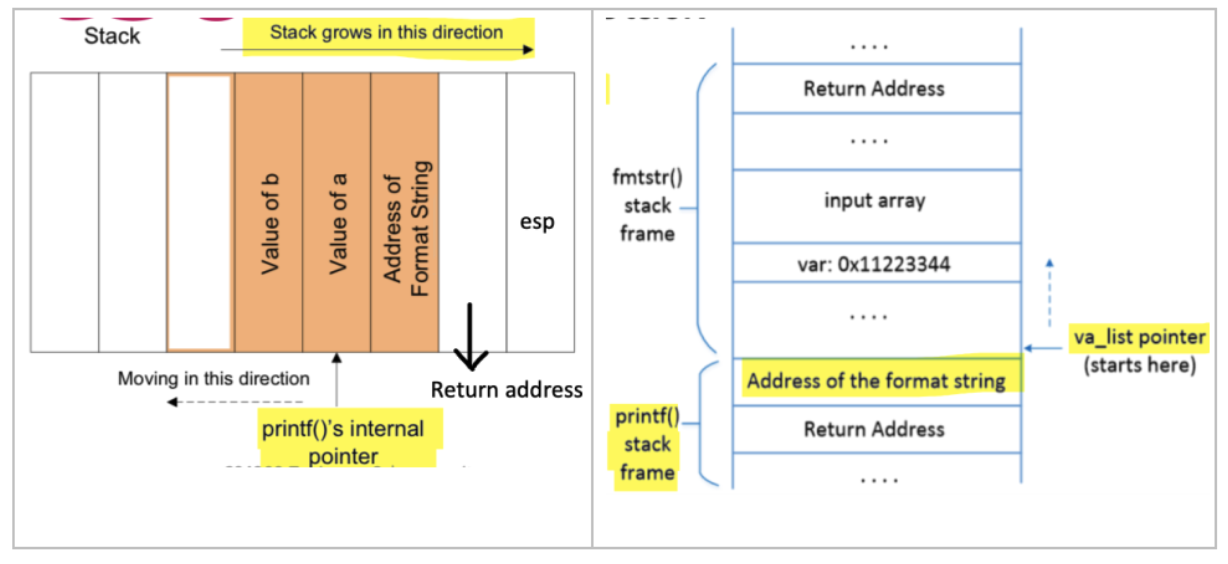 Stack
Stack grows in this direction
Value of b
Value of a
Address of
Format String
esp
Moving in this direction
Return address
printf()'s internal
pointer
. . . .
Return Address
. . . .
fmtstr()
stack
frame
input array
var: 0x11223344
. . . .
va_list pointer
(starts here)
Address of the format string
printf()
stack
frame
Return Address
. . . .